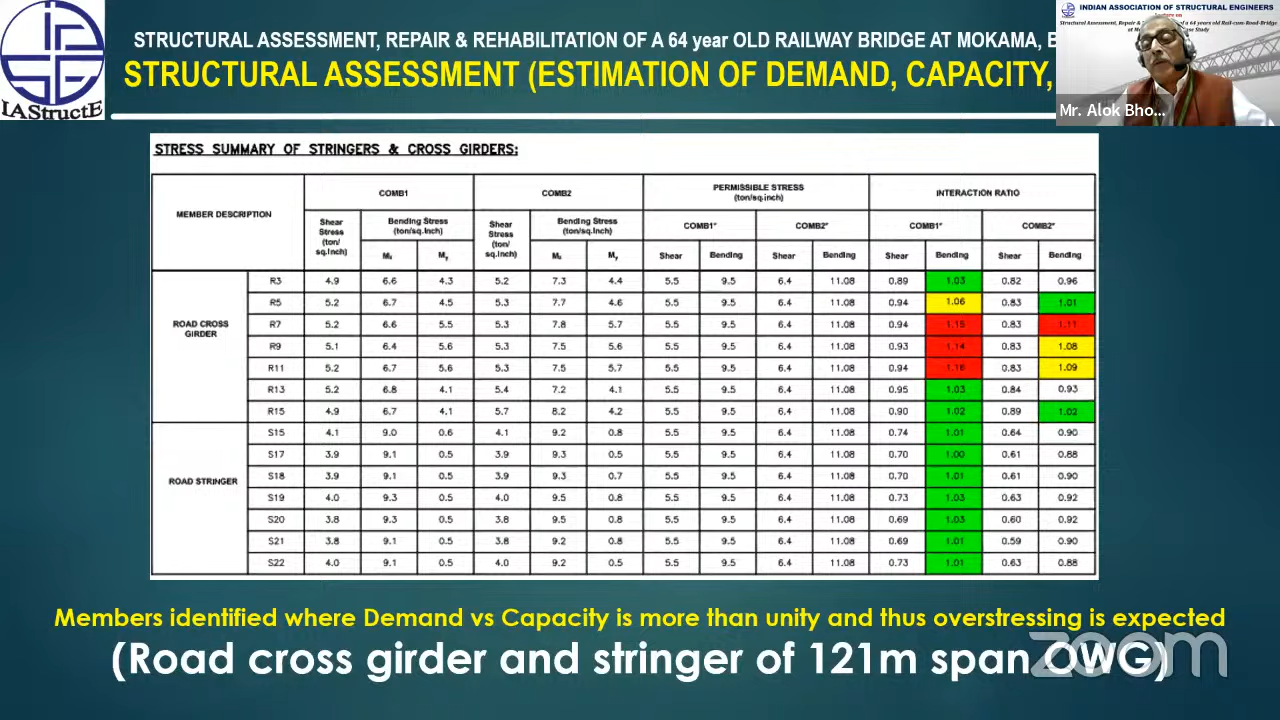 IAStructE
STRUCTURAL ASSESSMENT, REPAIR & REHABILITATION OF A 64 year OLD RAILWAY BRIDGE AT MOKAMA, B
STRUCTURAL ASSESSMENT (ESTIMATION OF DEMAND, CAPACITY,
INDIAN ASSOCIATION OF STRUCTURAL ENGINEERS
Mr. Alok Bho...
STRESS SUMMARY OF STRINGERS & CROSS GIRDERS:
MEMBER DESCRIPTION COMB1 COMB2 PERMISSIBLE STRESS (ton/sq.inch) INTERACTION RATIO
Shear Stress (ton/sq.inch) Bending Stress (ton/sq.Inch) Shear Stress (ton/sq.inch) Bending Stress (ton/sq.Inch) COMB1* COMB2* COMB1* COMB2*
Mx My Mx My Shear Bending Shear Bending Shear Bending Shear Bending
ROAD CROSS GIRDER
R3 4.9 6.6 4.3 5.2 7.3 4.4 5.5 9.5 6.4 11.08 0.89 1.03 0.82 0.96
R5 5.2 6.7 4.5 5.3 7.7 4.6 5.5 9.5 6.4 11.08 0.94 1.06 0.83 1.01
R7 5.2 6.6 5.5 5.3 7.8 5.7 5.5 9.5 6.4 11.08 0.94 1.15 0.83 1.11
R9 5.1 6.4 5.6 5.3 7.5 5.6 5.5 9.5 6.4 11.08 0.93 1.14 0.83 1.08
R11 5.2 6.7 5.6 5.3 7.5 5.7 5.5 9.5 6.4 11.08 0.94 1.16 0.83 1.09
R13 5.2 6.8 4.1 5.4 7.2 4.1 5.5 9.5 6.4 11.08 0.95 1.03 0.84 0.93
R15 4.9 6.7 4.1 5.7 8.2 4.2 5.5 9.5 6.4 11.08 0.90 1.02 0.89 1.02
ROAD STRINGER
S15 4.1 9.0 0.6 4.1 9.2 0.8 5.5 9.5 6.4 11.08 0.74 1.01 0.64 0.90
S17 3.9 9.1 0.5 3.9 9.3 0.5 5.5 9.5 6.4 11.08 0.70 1.00 0.61 0.88
S18 3.9 9.1 0.5 3.9 9.3 0.7 5.5 9.5 6.4 11.08 0.70 1.01 0.61 0.90
S19 4.0 9.3 0.5 4.0 9.5 0.8 5.5 9.5 6.4 11.08 0.73 1.03 0.63 0.92
S20 3.8 9.3 0.5 3.8 9.5 0.8 5.5 9.5 6.4 11.08 0.69 1.03 0.60 0.92
S21 3.8 9.1 0.5 3.8 9.2 0.8 5.5 9.5 6.4 11.08 0.69 1.01 0.59 0.90
S22 4.0 9.1 0.5 4.0 9.2 0.5 5.5 9.5 6.4 11.08 0.73 1.01 0.63 0.88
Members identified where Demand vs Capacity is more than unity and thus overstressing is expected
(Road cross girder and stringer of 121m span OWG)
zoom